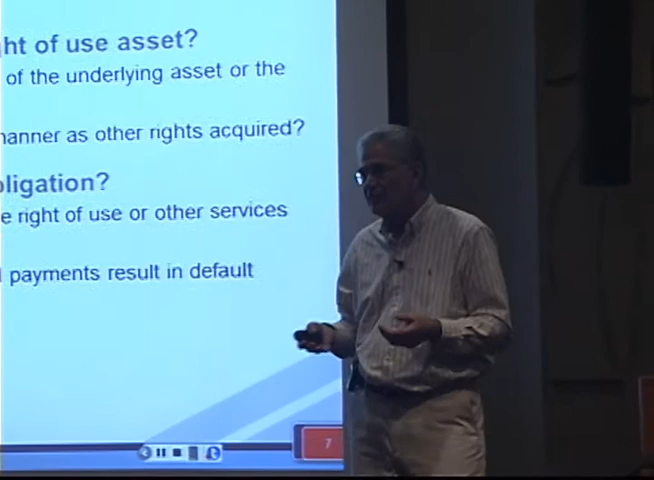 ht of use asset?
of the underlying asset or the
anner as other rights acquired?
ligation?
e right of use or other services
payments result in default
7